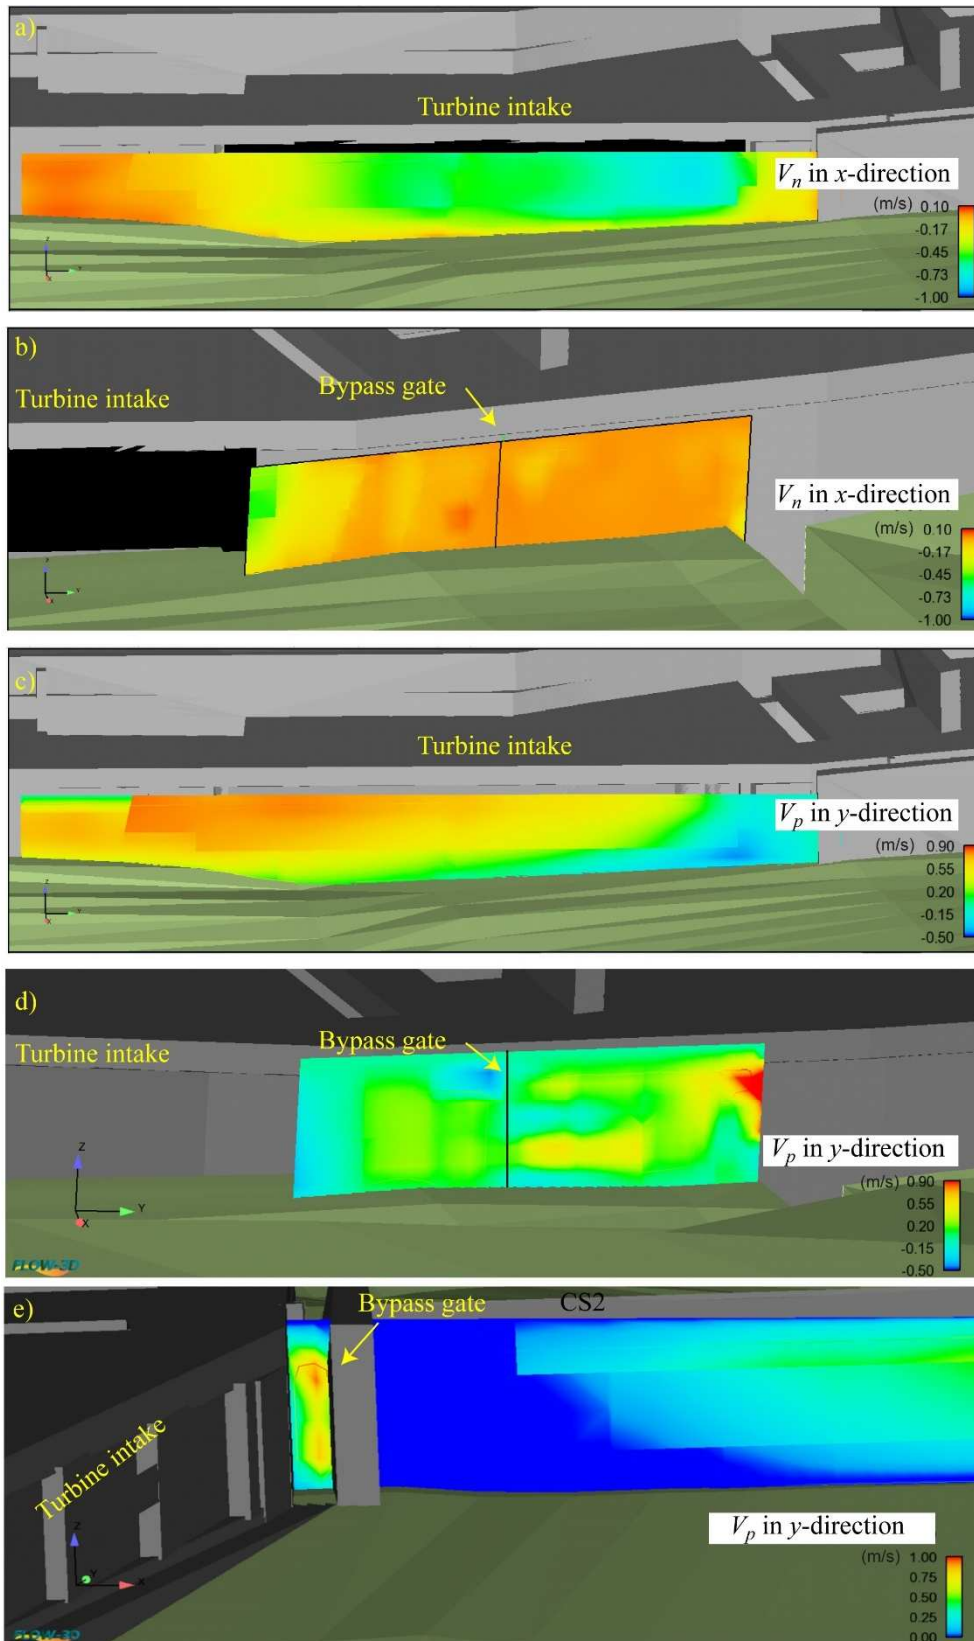 a)
Turbine intake
Vn in x-direction
(m/s) 0.10
-0.17
-0.45
-0.73
-1.00
z
Y
X
b)
Turbine intake
Bypass gate
Vn in x-direction
(m/s) 0.10
-0.17
-0.45
-0.73
-1.00
z
Y
X
c)
Turbine intake
Vp in y-direction
(m/s) 0.90
0.55
0.20
-0.15
-0.50
z
Y
X
d)
Turbine intake
Bypass gate
Vp in y-direction
(m/s) 0.90
0.55
0.20
-0.15
-0.50
Z
Y
X
FLOW-3D
e)
Bypass gate
CS2
Turbine intake
Vp in y-direction
(m/s) 1.00
0.75
0.50
0.25
0.00
Z
Y
X